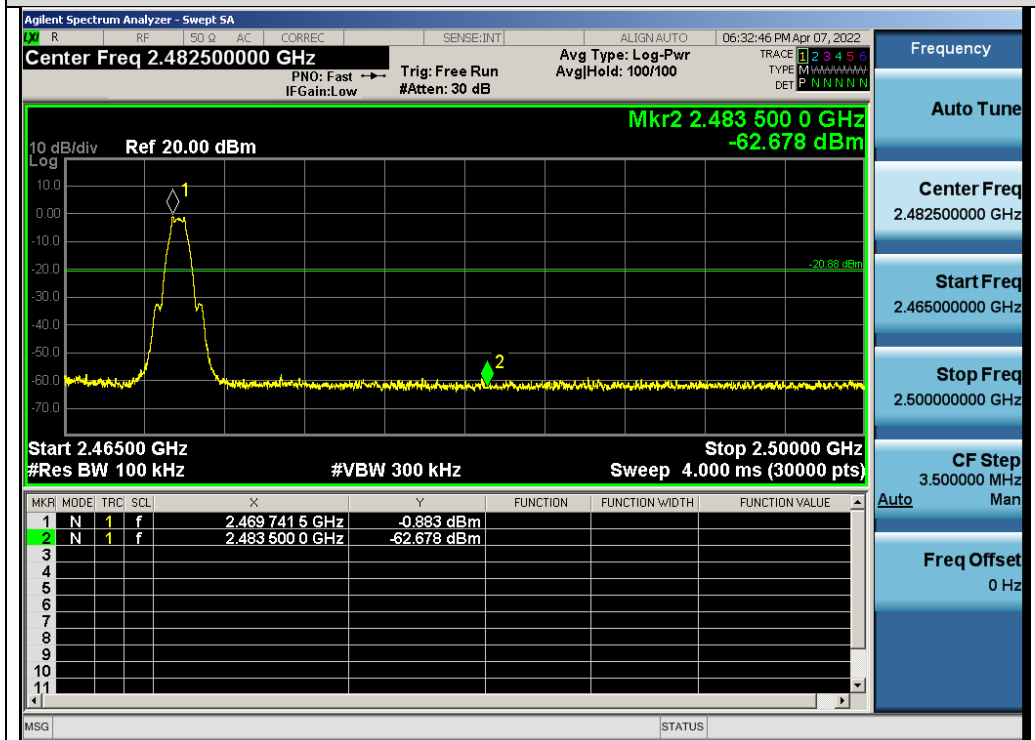 Agilent Spectrum Analyzer - Swept SA
LXI R RF 50 Ω AC CORREC SENSE:INT ALIGN AUTO 06:32:46 PM Apr 07, 2022
Center Freq 2.482500000 GHz
PNO: Fast
IFGain:Low
Trig: Free Run
#Atten: 30 dB
Avg Type: Log-Pwr
Avg|Hold: 100/100
TRACE 1 2 3 4 5 6
TYPE M WWWWW
DET P N N N N N
Mkr2 2.483 500 0 GHz
-62.678 dBm
10 dB/div Ref 20.00 dBm
Log
10.0
0.00
-10.0
-20.0
-30.0
-40.0
-50.0
-60.0
-70.0
1
-20.88 dBm
2
Start 2.46500 GHz Stop 2.50000 GHz
#Res BW 100 kHz #VBW 300 kHz Sweep 4.000 ms (30000 pts)
MKR MODE TRC SCL X Y FUNCTION FUNCTION WIDTH FUNCTION VALUE
1 N 1 f 2.469 741 5 GHz -0.883 dBm
2 N 1 f 2.483 500 0 GHz -62.678 dBm
3
4
5
6
7
8
9
10
11
MSG STATUS
Frequency
Auto Tune
Center Freq
2.482500000 GHz
Start Freq
2.465000000 GHz
Stop Freq
2.500000000 GHz
CF Step
3.500000 MHz
Auto Man
Freq Offset
0 Hz